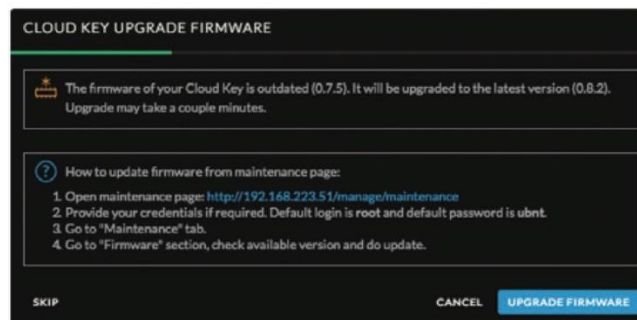 CLOUD KEY UPGRADE FIRMWARE
The firmware of your Cloud Key is outdated (0.7.5). It will be upgraded to the latest version (0.8.2).
Upgrade may take a couple minutes.
? How to update firmware from maintenance page:
1. Open maintenance page: http://192.168.223.51/manage/maintenance
2. Provide your credentials if required. Default login is root and default password is ubnt.
3. Go to "Maintenance" tab.
4. Go to "Firmware" section, check available version and do update.
SKIP CANCEL UPGRADE FIRMWARE